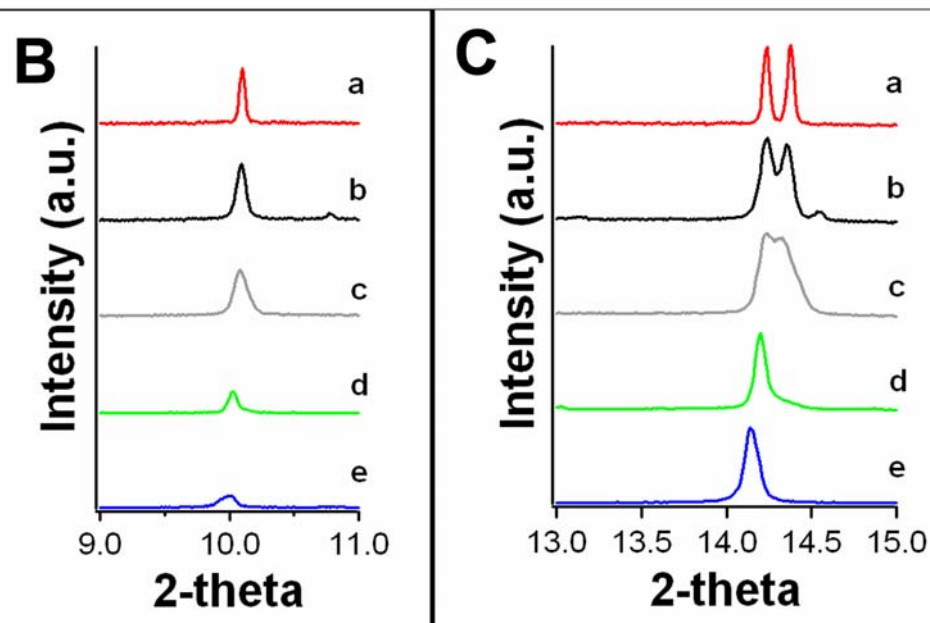 B
Intensity (a.u.)
a
b
c
d
e
9.0 10.0 11.0
2-theta
C
Intensity (a.u.)
a
b
c
d
e
13.0 13.5 14.0 14.5 15.0
2-theta